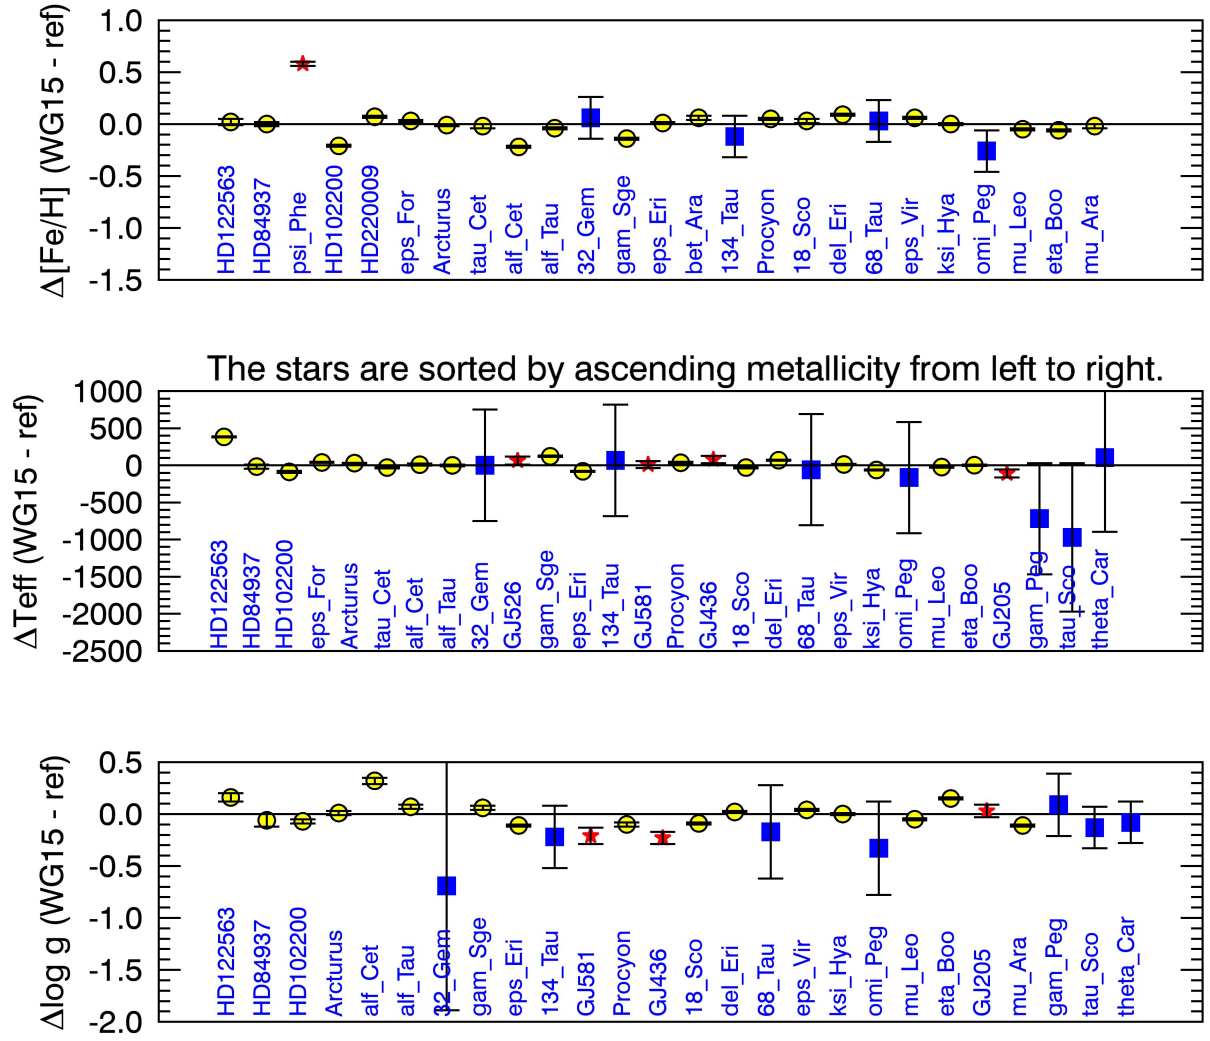 1.0
0.5
0.0
-0.5
-1.0
-1.5
Δ[Fe/H] (WG15 - ref)
HD122563
HD84937
psi_Phe
HD102200
HD220009
eps_For
Arcturus
tau_Cet
alf_Cet
alf_Tau
32_Gem
gam_Sge
eps_Eri
bet_Ara
134_Tau
Procyon
18_Sco
del_Eri
68_Tau
eps_Vir
ksi_Hya
omi_Peg
mu_Leo
eta_Boo
mu_Ara
The stars are sorted by ascending metallicity from left to right.
1000
500
0
-500
-1000
-1500
-2000
-2500
ΔTeff (WG15 - ref)
HD122563
HD84937
HD102200
eps_For
Arcturus
tau_Cet
alf_Cet
alf_Tau
32_Gem
GJ526
gam_Sge
eps_Eri
134_Tau
GJ581
Procyon
GJ436
18_Sco
del_Eri
68_Tau
eps_Vir
ksi_Hya
omi_Peg
mu_Leo
eta_Boo
GJ205
gam_Peg
tau_Sco
theta_Car
0.5
0.0
-0.5
-1.0
-1.5
-2.0
Δlog g (WG15 - ref)
HD122563
HD84937
HD102200
Arcturus
alf_Cet
alf_Tau
32_Gem
gam_Sge
eps_Eri
134_Tau
GJ581
Procyon
GJ436
18_Sco
del_Eri
68_Tau
eps_Vir
ksi_Hya
omi_Peg
mu_Leo
eta_Boo
GJ205
mu_Ara
gam_Peg
tau_Sco
theta_Car